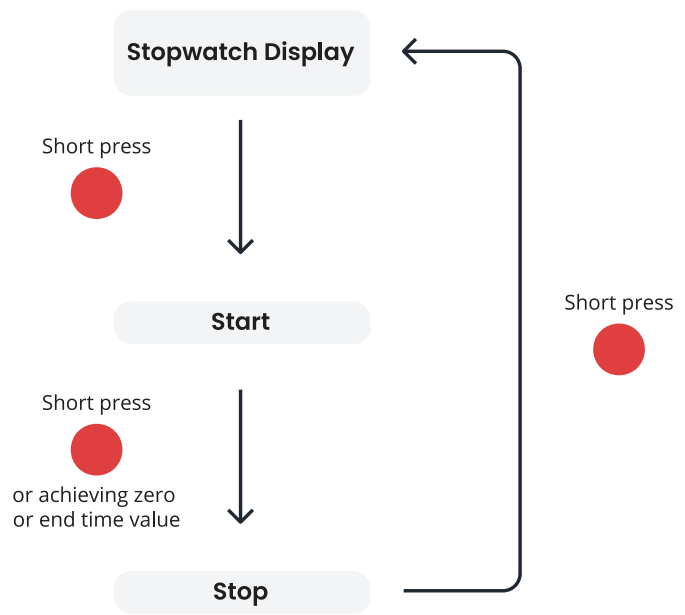 Stopwatch Display
Short press
Start
Short press
Short press
or achieving zero
or end time value
Stop